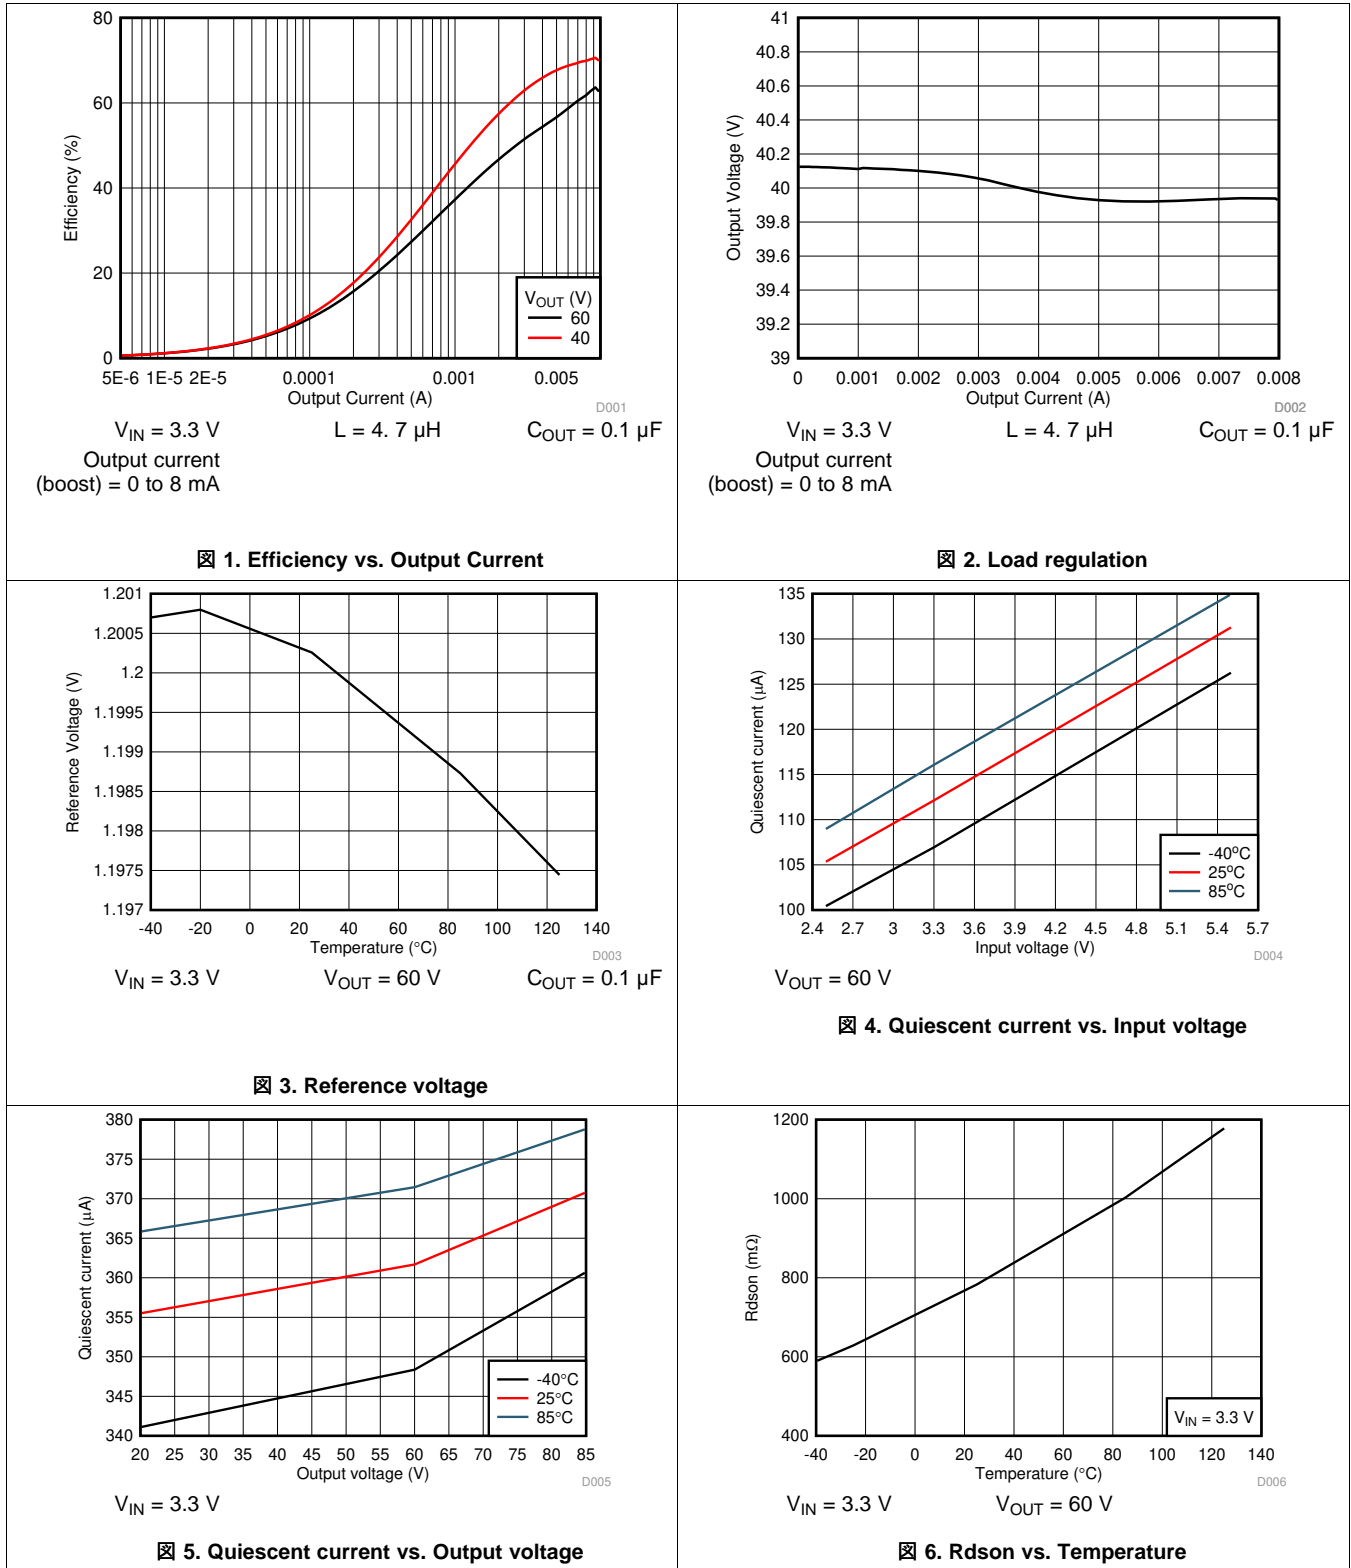 80
60
40
20
0
Efficiency (%)
5E-6 1E-5 2E-5 0.0001 0.001 0.005
Output Current (A)
D001
VOUT (V)
60
40
VIN = 3.3 V L = 4. 7 µH COUT = 0.1 µF
Output current
(boost) = 0 to 8 mA
図 1. Efficiency vs. Output Current
41
40.8
40.6
40.4
40.2
40
39.8
39.6
39.4
39.2
39
Output Voltage (V)
0 0.001 0.002 0.003 0.004 0.005 0.006 0.007 0.008
Output Current (A)
D002
VIN = 3.3 V L = 4. 7 µH COUT = 0.1 µF
Output current
(boost) = 0 to 8 mA
図 2. Load regulation
1.201
1.2005
1.2
1.1995
1.199
1.1985
1.198
1.1975
1.197
Reference Voltage (V)
-40 -20 0 20 40 60 80 100 120 140
Temperature (°C)
D003
VIN = 3.3 V VOUT = 60 V COUT = 0.1 µF
図 3. Reference voltage
135
130
125
120
115
110
105
100
Quiescent current (µA)
2.4 2.7 3 3.3 3.6 3.9 4.2 4.5 4.8 5.1 5.4 5.7
Input voltage (V)
D004
-40°C
25°C
85°C
VOUT = 60 V
図 4. Quiescent current vs. Input voltage
380
375
370
365
360
355
350
345
340
Quiescent current (µA)
20 25 30 35 40 45 50 55 60 65 70 75 80 85
Output voltage (V)
D005
-40°C
25°C
85°C
VIN = 3.3 V
図 5. Quiescent current vs. Output voltage
1200
1000
800
600
400
Rdson (mΩ)
-40 -20 0 20 40 60 80 100 120 140
Temperature (°C)
D006
VIN = 3.3 V
VIN = 3.3 V VOUT = 60 V
図 6. Rdson vs. Temperature